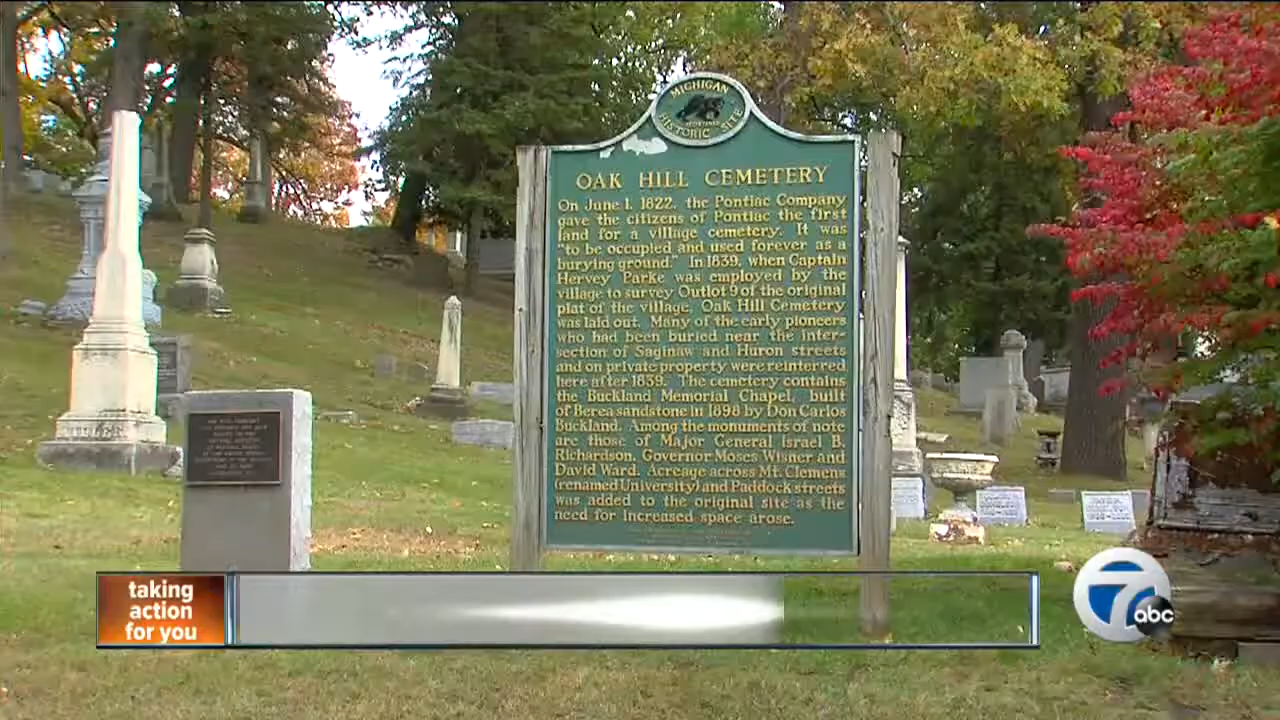 MICHIGAN
HISTORIC SITE
OAK HILL CEMETERY
On June 1, 1822, the Pontiac Company
gave the citizens of Pontiac the first
land for a village cemetery. It was
"to be occupied and used forever as a
burying ground." In 1839, when Captain
Hervey Parke was employed by the
village to survey Outlot 9 of the original
plat of the village, Oak Hill Cemetery
was laid out. Many of the early pioneers
who had been buried near the inter-
section of Saginaw and Huron streets
and on private property were reinterred
here after 1839. The cemetery contains
the Buckland Memorial Chapel, built
of Berea sandstone in 1898 by Don Carlos
Buckland. Among the monuments of note
are those of Major General Israel B.
Richardson, Governor Moses Wisner and
David Ward. Acreage across Mt. Clemens
(renamed University) and Paddock streets
was added to the original site as the
need for increased space arose.
taking
action
for you
7
abc